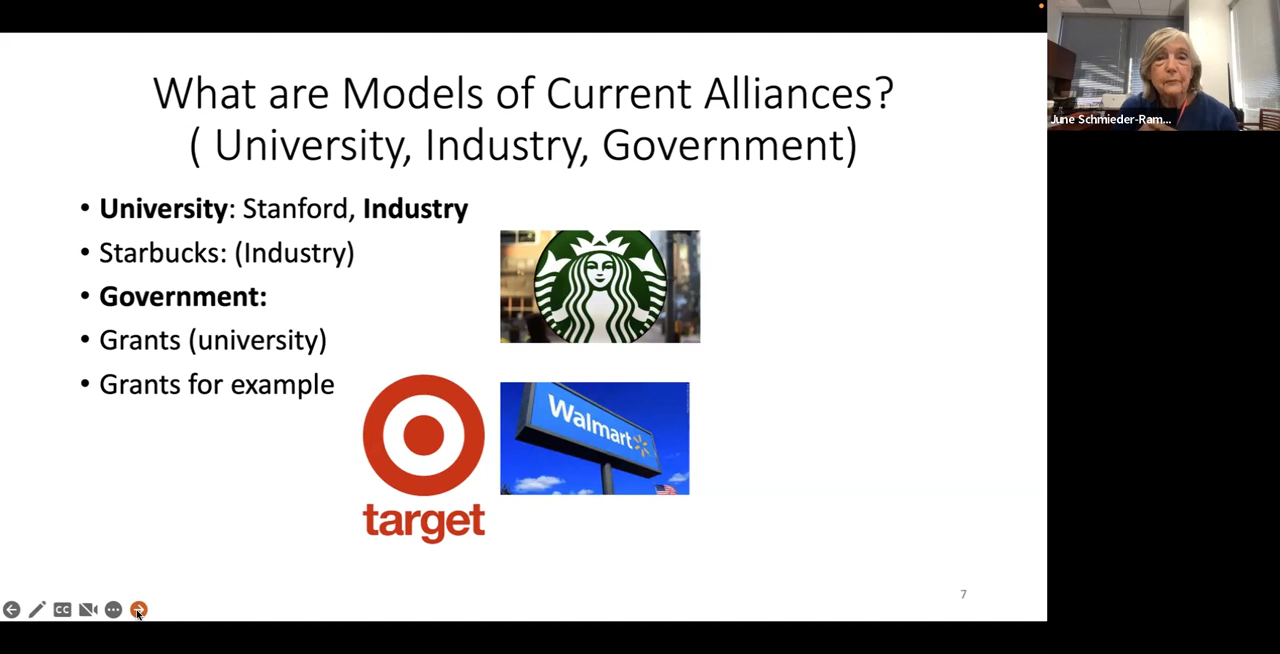 What are Models of Current Alliances?
( University, Industry, Government)
• University: Stanford, Industry
• Starbucks: (Industry)
• Government:
• Grants (university)
• Grants for example
Walmart
target
7
CC
June Schmieder-Ram...